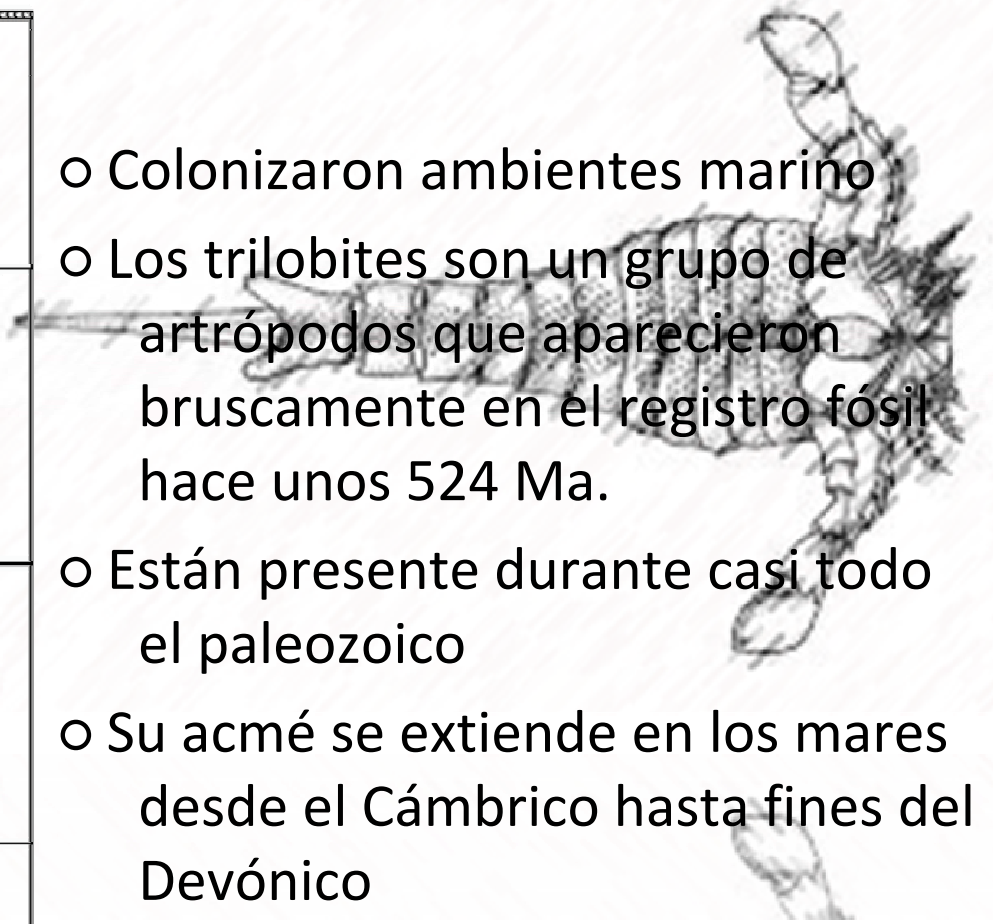 ○ Colonizaron ambientes marino
○ Los trilobites son un grupo de
artrópodos que aparecieron
bruscamente en el registro fósil
hace unos 524 Ma.
○ Están presente durante casi todo
el paleozoico
○ Su acmé se extiende en los mares
desde el Cámbrico hasta fines del
Devónico